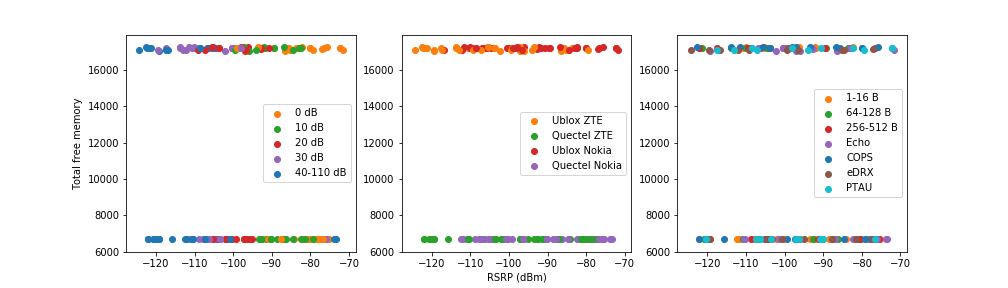 Total free memory
16000
14000
12000
10000
8000
6000
0 dB
10 dB
20 dB
30 dB
40-110 dB
−120 −110 −100 −90 −80 −70
16000
14000
12000
10000
8000
6000
Ublox ZTE
Quectel ZTE
Ublox Nokia
Quectel Nokia
−120 −110 −100 −90 −80 −70
RSRP (dBm)
16000
14000
12000
10000
8000
6000
1-16 B
64-128 B
256-512 B
Echo
COPS
eDRX
PTAU
−120 −110 −100 −90 −80 −70